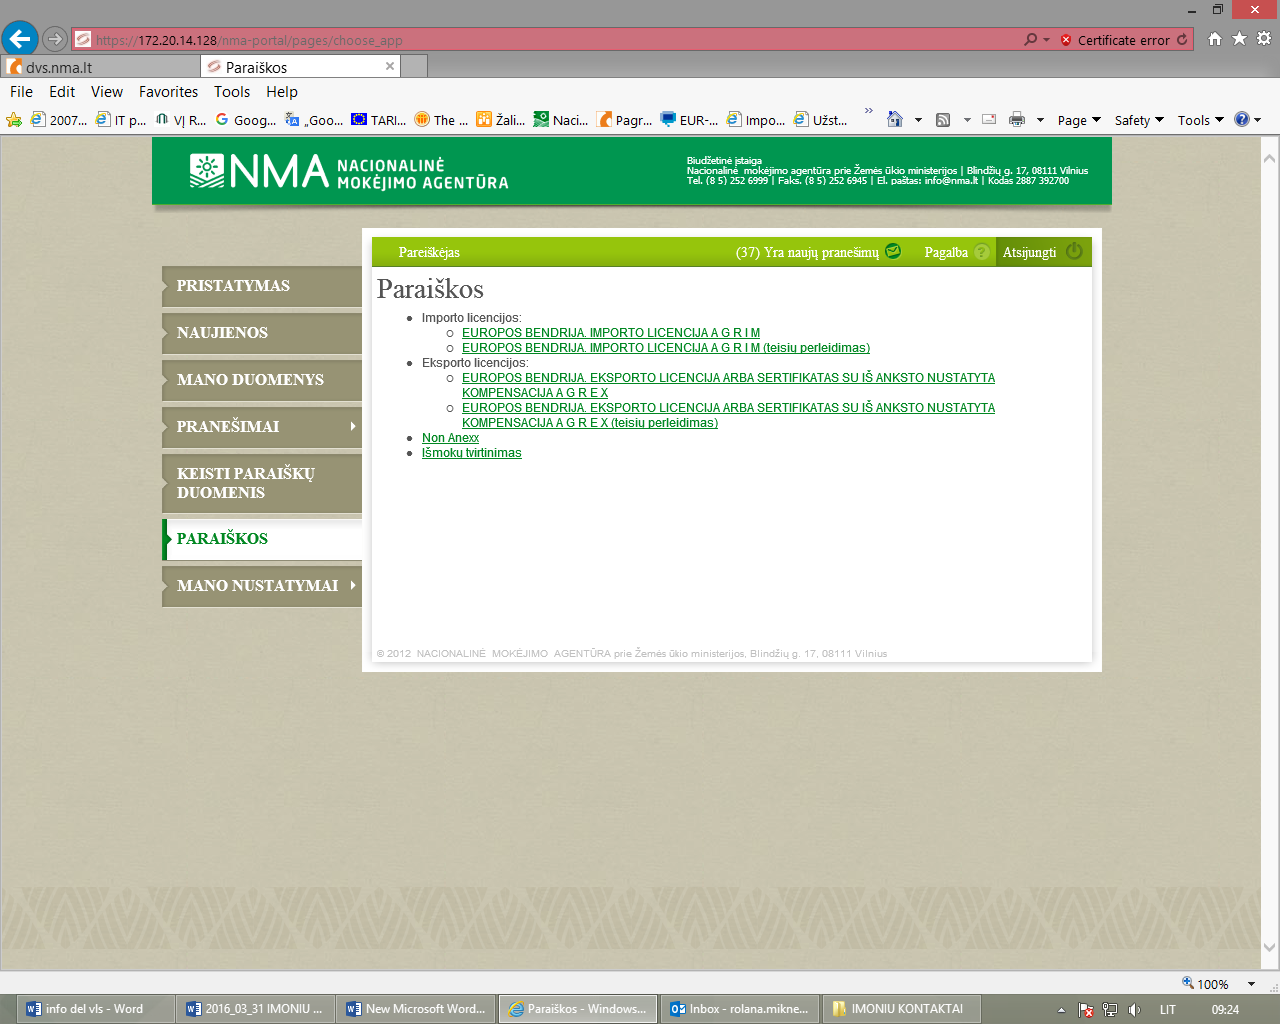 https://172.20.14.128/nma-portal/pages/choose_app
Certificate error
dvs.nma.lt
Paraiškos
File Edit View Favorites Tools Help
2007... IT p... VĮ R... Goog... „Goo... TARI... The ... Žali... Naci... Pagr... EUR-... Impo... Užst... Page Safety Tools
NMA NACIONALINĖ
MOKĖJIMO AGENTŪRA
Biudžetinė įstaiga
Nacionalinė mokėjimo agentūra prie Žemės ūkio ministerijos | Blindžių g. 17, 08111 Vilnius
Tel. (8 5) 252 6999 | Faks. (8 5) 252 6945 | El. paštas: info@nma.lt | Kodas 2887 392700
Pareiškėjas
(37) Yra naujų pranešimų
Pagalba ?
Atsijungti
PRISTATYMAS
NAUJIENOS
MANO DUOMENYS
PRANEŠIMAI
KEISTI PARAIŠKŲ
DUOMENIS
PARAIŠKOS
MANO NUSTATYMAI
Paraiškos
Importo licencijos:
EUROPOS BENDRIJA. IMPORTO LICENCIJA A G R I M
EUROPOS BENDRIJA. IMPORTO LICENCIJA A G R I M (teisių perleidimas)
Eksporto licencijos:
EUROPOS BENDRIJA. EKSPORTO LICENCIJA ARBA SERTIFIKATAS SU IŠ ANKSTO NUSTATYTA
KOMPENSACIJA A G R E X
EUROPOS BENDRIJA. EKSPORTO LICENCIJA ARBA SERTIFIKATAS SU IŠ ANKSTO NUSTATYTA
KOMPENSACIJA A G R E X (teisių perleidimas)
Non Anexx
Išmokų tvirtinimas
© 2012 NACIONALINĖ MOKĖJIMO AGENTŪRA prie Žemės ūkio ministerijos, Blindžių g. 17, 08111 Vilnius
100%
info del vls - Word
2016_03_31 IMONIU ...
New Microsoft Word...
Paraiškos - Windows...
Inbox - rolana.mikne...
IMONIU KONTAKTAI
LIT
09:24